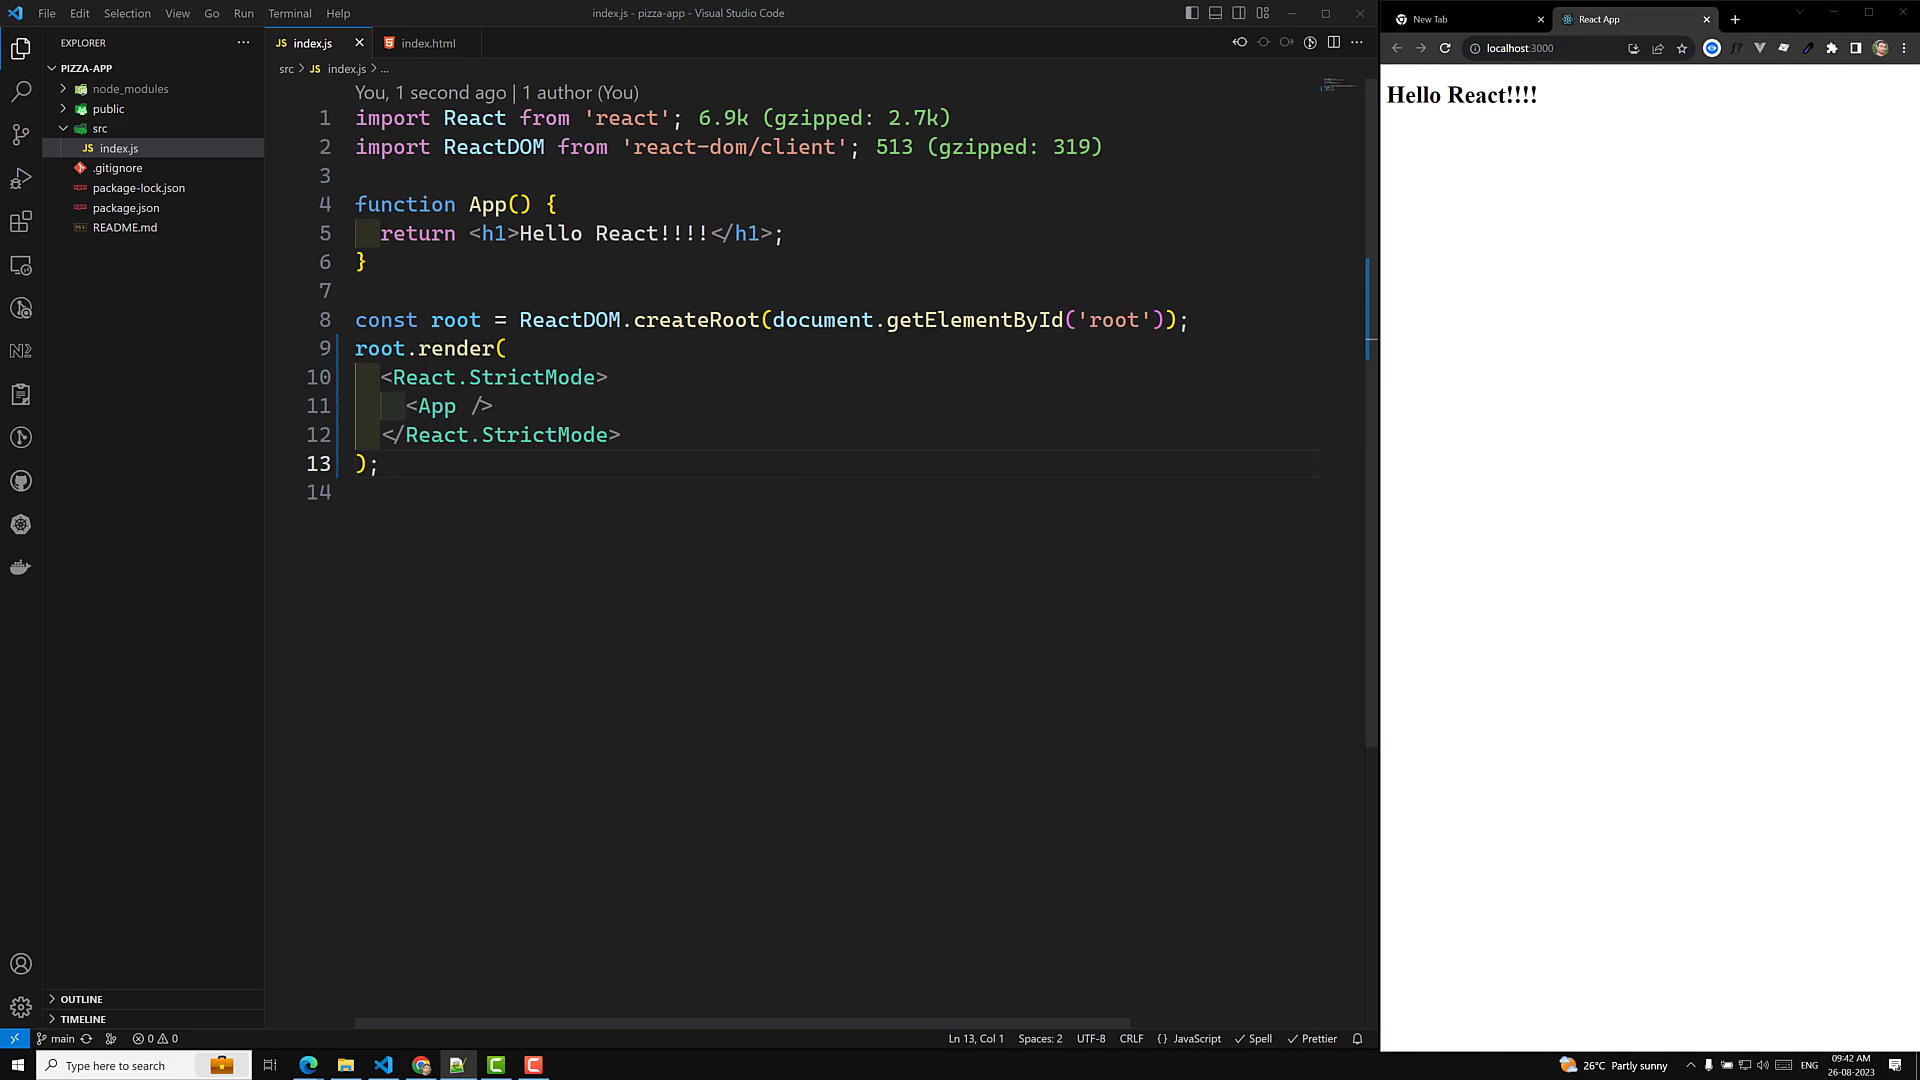 File Edit Selection View Go Run Terminal Help
index.js - pizza-app - Visual Studio Code
EXPLORER
PIZZA-APP
node_modules
public
src
JS index.js
.gitignore
package-lock.json
package.json
README.md
OUTLINE
TIMELINE
JS index.js
index.html
src > JS index.js > ...
You, 1 second ago | 1 author (You)
1 import React from 'react'; 6.9k (gzipped: 2.7k)
2 import ReactDOM from 'react-dom/client'; 513 (gzipped: 319)
3
4 function App() {
5 return <h1>Hello React!!!!</h1>;
6 }
7
8 const root = ReactDOM.createRoot(document.getElementById('root'));
9 root.render(
10 <React.StrictMode>
11 <App />
12 </React.StrictMode>
13 );
14
main
0 0
Ln 13, Col 1 Spaces: 2 UTF-8 CRLF {} JavaScript Spell Prettier
New Tab
React App
localhost:3000
Hello React!!!!
Type here to search
26°C Partly sunny
ENG
09:42 AM
26-08-2023